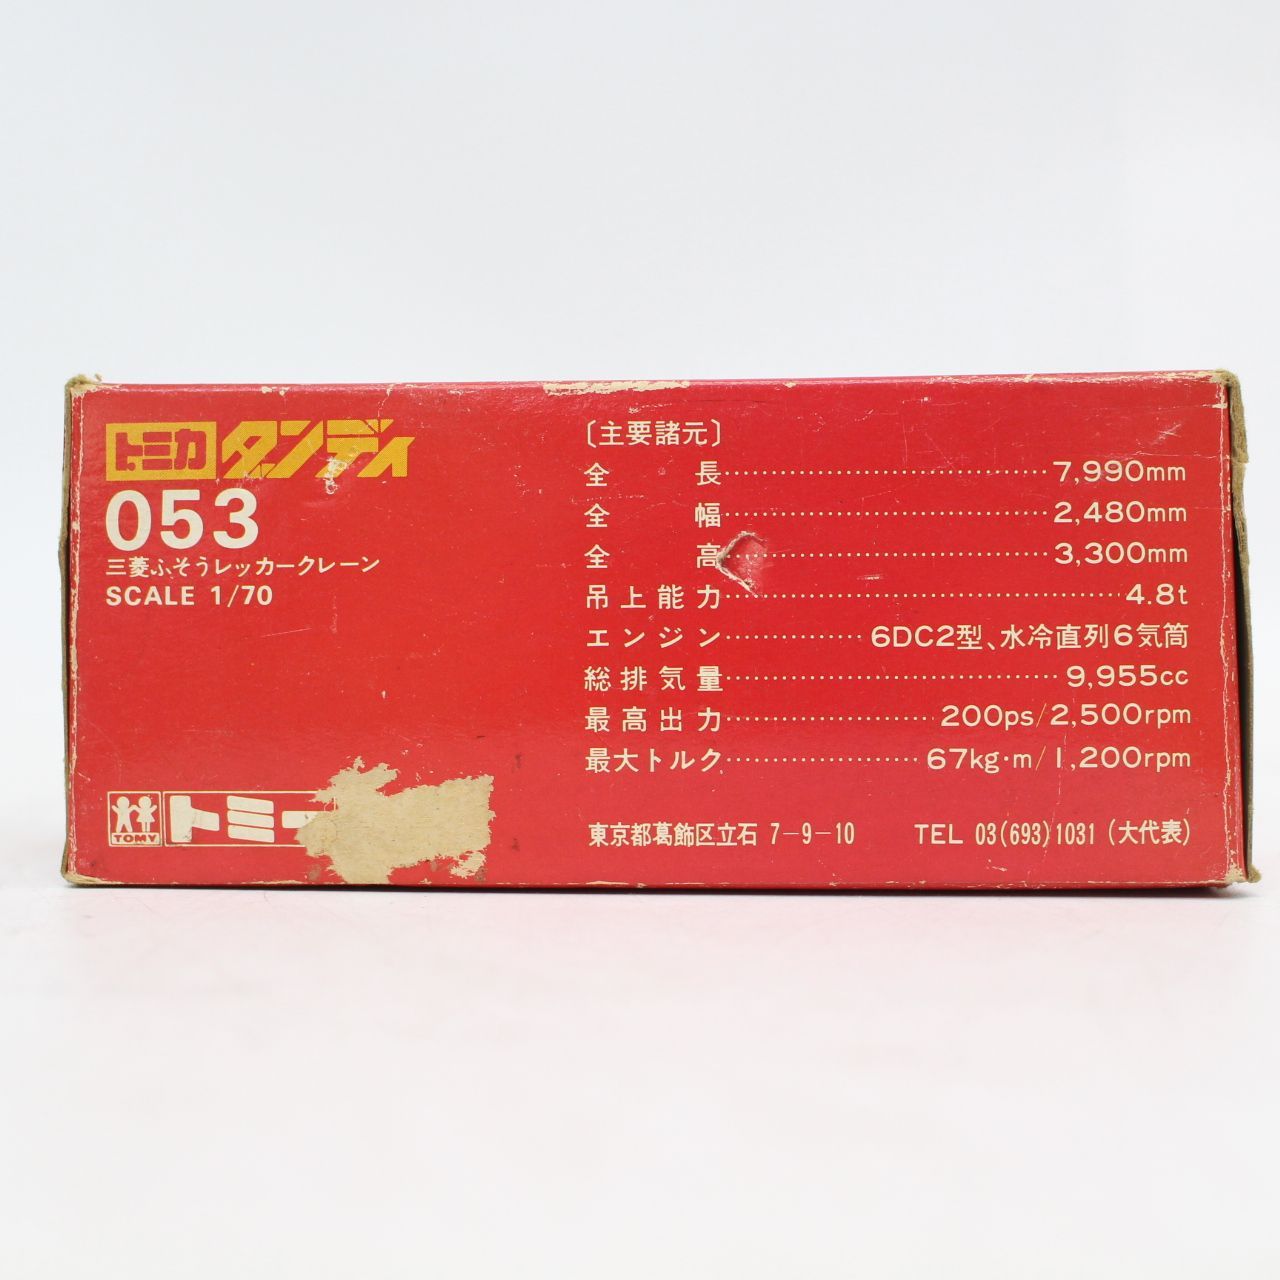 トミカ ダンディ
053
三菱ふそうレッカークレーン
SCALE 1/70
TOMY トミー
〔主要諸元〕
全長……………………7,990mm
全幅……………………2,480mm
全高……………………3,300mm
吊上能力……………………4.8t
エンジン…………6DC2型、水冷直列6気筒
総排気量……………………9,955cc
最高出力……………200ps/2,500rpm
最大トルク……………67kg·m/1,200rpm
東京都葛飾区立石 7-9-10 TEL 03(693)1031 (大代表)